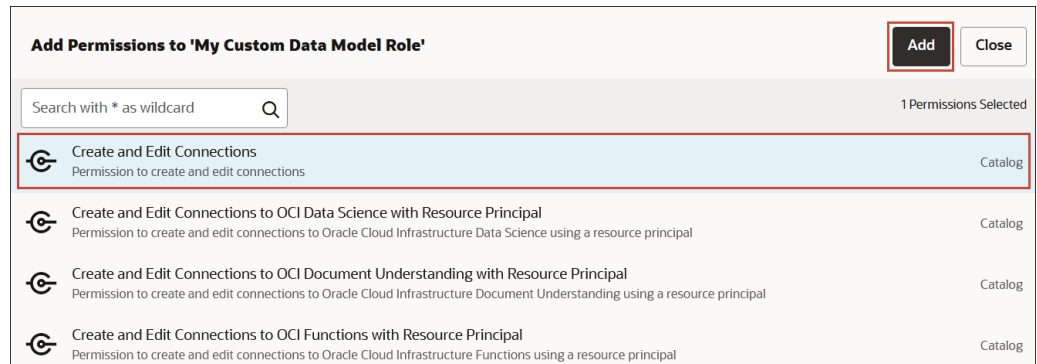 Add Permissions to 'My Custom Data Model Role'
Add
Close
Search with * as wildcard
1 Permissions Selected
Create and Edit Connections
Permission to create and edit connections
Catalog
Create and Edit Connections to OCI Data Science with Resource Principal
Permission to create and edit connections to Oracle Cloud Infrastructure Data Science using a resource principal
Catalog
Create and Edit Connections to OCI Document Understanding with Resource Principal
Permission to create and edit connections to Oracle Cloud Infrastructure Document Understanding using a resource principal
Catalog
Create and Edit Connections to OCI Functions with Resource Principal
Permission to create and edit connections to Oracle Cloud Infrastructure Functions using a resource principal
Catalog